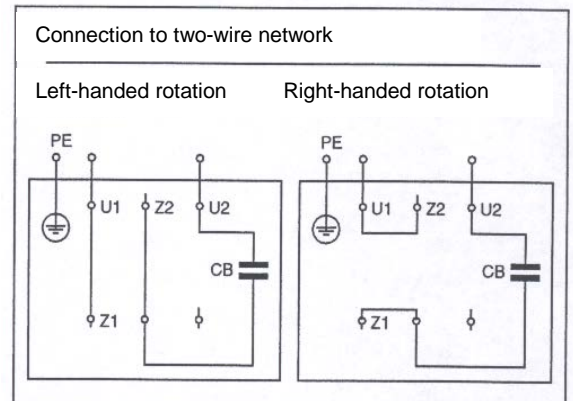 Connection to two-wire network
Left-handed rotation Right-handed rotation
PE PE
U1 Z2 U2 U1 Z2 U2
CB CB
Z1 Z1